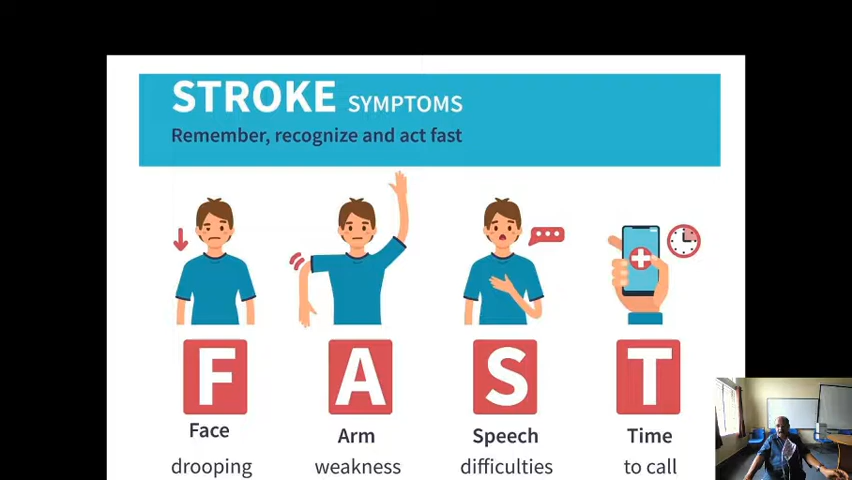 STROKE SYMPTOMS
Remember, recognize and act fast
F A S T
Face Arm Speech Time
drooping weakness difficulties to call